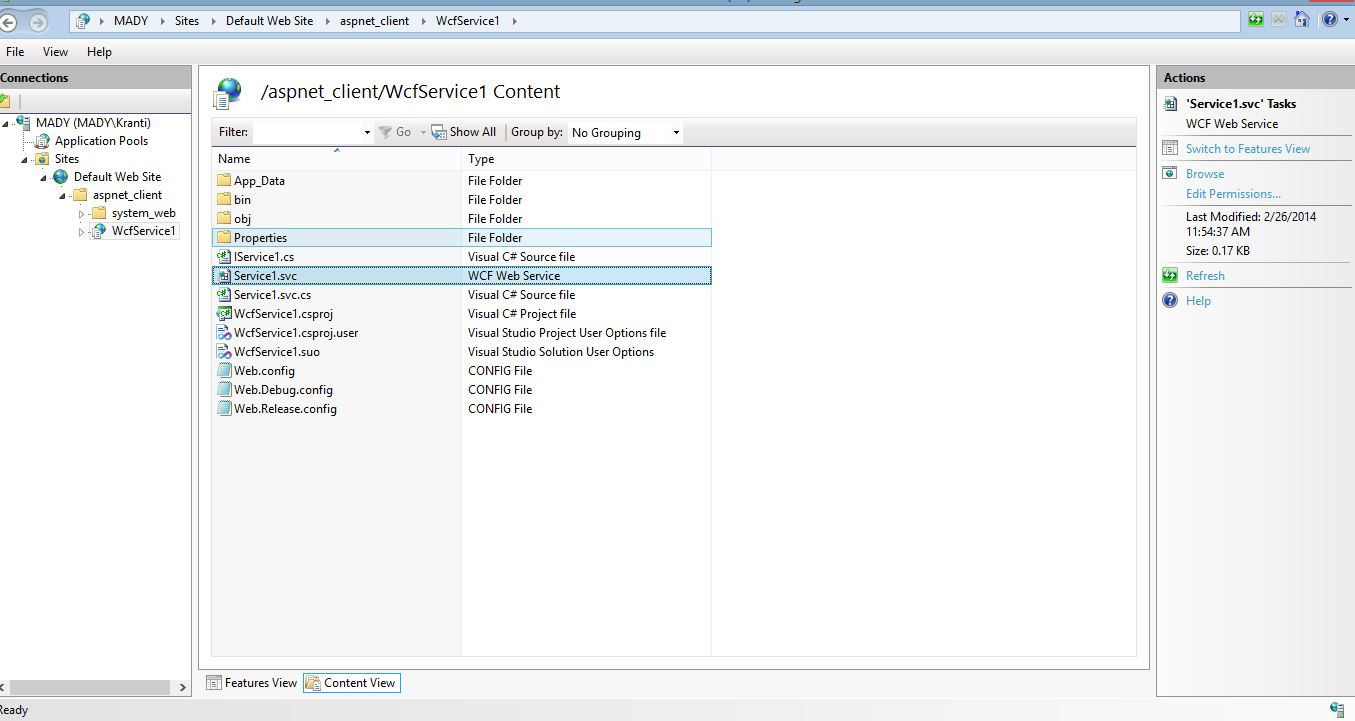 MADY Sites Default Web Site aspnet_client WcfService1
File View Help
Connections
MADY (MADY\Kranti)
Application Pools
Sites
Default Web Site
aspnet_client
system_web
WcfService1
/aspnet_client/WcfService1 Content
Filter: Go Show All Group by: No Grouping
Name Type
App_Data File Folder
bin File Folder
obj File Folder
Properties File Folder
IService1.cs Visual C# Source file
Service1.svc WCF Web Service
Service1.svc.cs Visual C# Source file
WcfService1.csproj Visual C# Project file
WcfService1.csproj.user Visual Studio Project User Options file
WcfService1.suo Visual Studio Solution User Options
Web.config CONFIG File
Web.Debug.config CONFIG File
Web.Release.config CONFIG File
Features View Content View
Actions
'Service1.svc' Tasks
WCF Web Service
Switch to Features View
Browse
Edit Permissions...
Last Modified: 2/26/2014
11:54:37 AM
Size: 0.17 KB
Refresh
Help
Ready